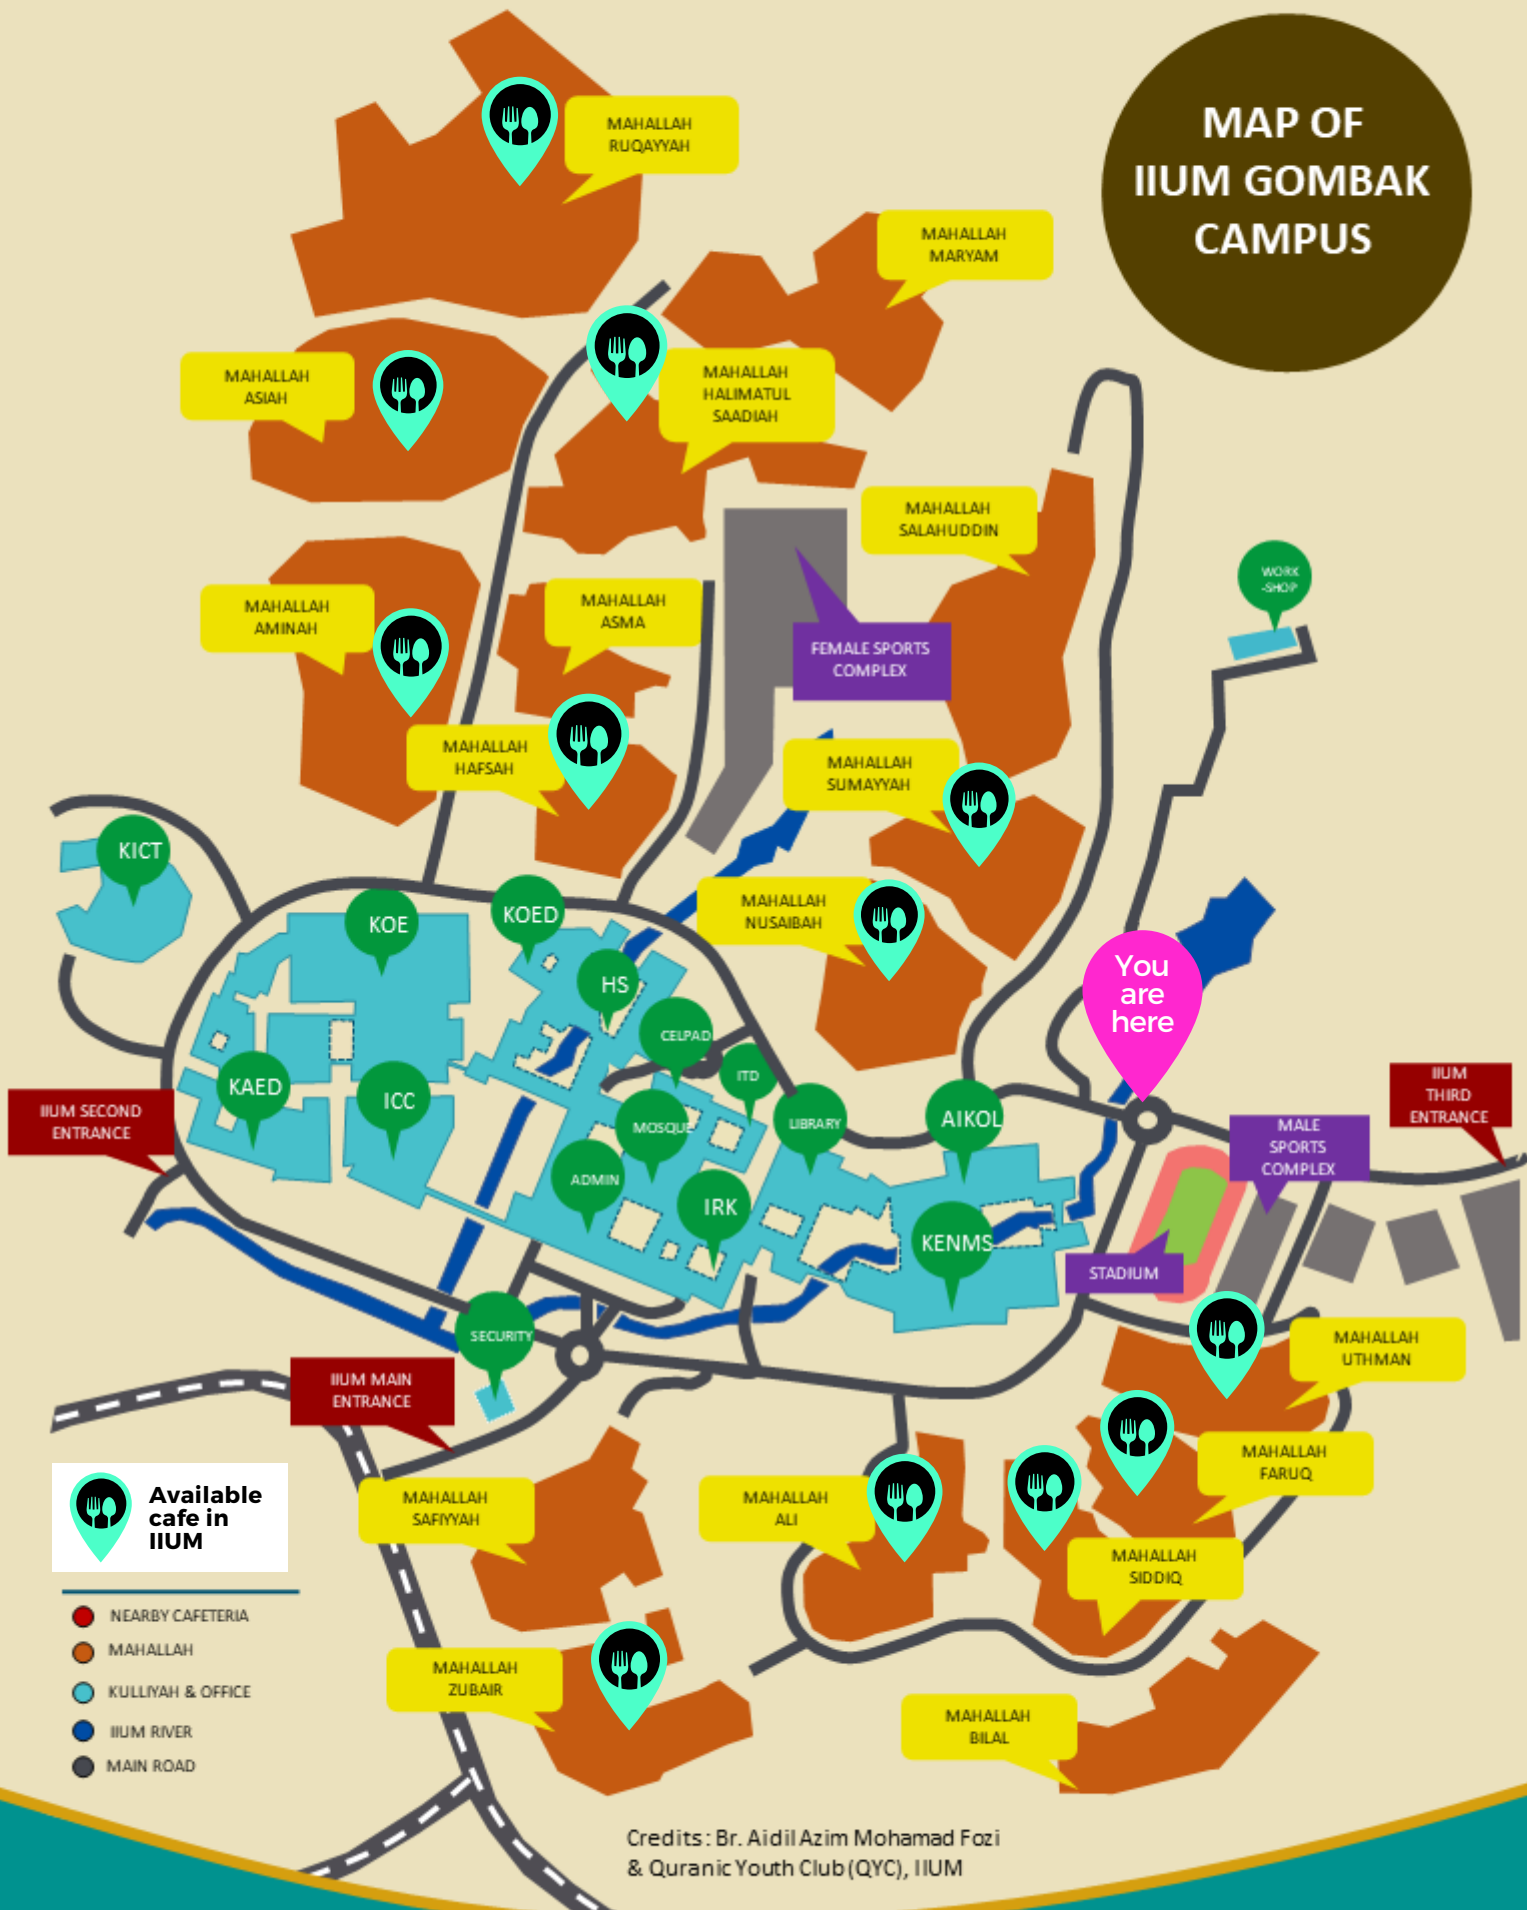 MAP OF
IIUM GOMBAK
CAMPUS
MAHALLAH
RUQAYYAH
MAHALLAH
MARYAM
MAHALLAH
ASIAH
MAHALLAH
HALIMATUL
SAADIAH
MAHALLAH
SALAHUDDIN
WORK
-SHOP
MAHALLAH
AMINAH
MAHALLAH
ASMA
FEMALE SPORTS
COMPLEX
MAHALLAH
HAFSAH
MAHALLAH
SUMAYYAH
KICT
KOE
KOED
MAHALLAH
NUSAIBAH
HS
You
are
here
CELPAD
ITD
KAED
ICC
MOSQUE
LIBRARY
AIKOL
IIUM SECOND
ENTRANCE
IIUM
THIRD
ENTRANCE
MALE
SPORTS
COMPLEX
ADMIN
IRK
KENMS
STADIUM
SECURITY
IIUM MAIN
ENTRANCE
MAHALLAH
UTHMAN
MAHALLAH
FARUQ
MAHALLAH
SAFIYYAH
MAHALLAH
ALI
MAHALLAH
SIDDIQ
MAHALLAH
ZUBAIR
MAHALLAH
BILAL
Available
cafe in
IIUM
NEARBY CAFETERIA
MAHALLAH
KULLIYAH & OFFICE
IIUM RIVER
MAIN ROAD
Credits : Br. Aidil Azim Mohamad Fozi
& Quranic Youth Club (QYC), IIUM